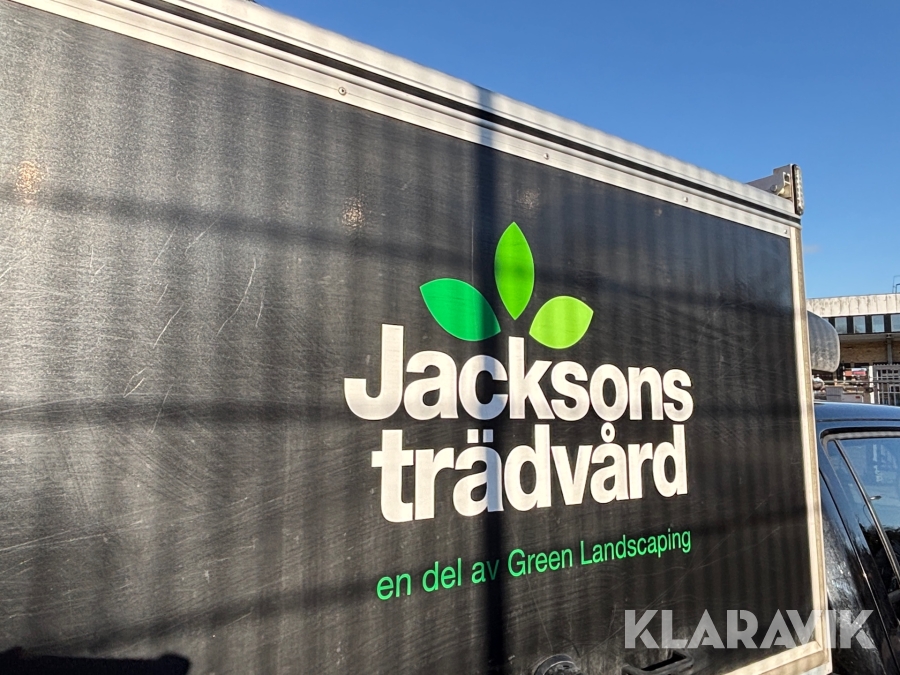 Jacksons
trädvård
en del av Green Landscaping
KLARAVIK